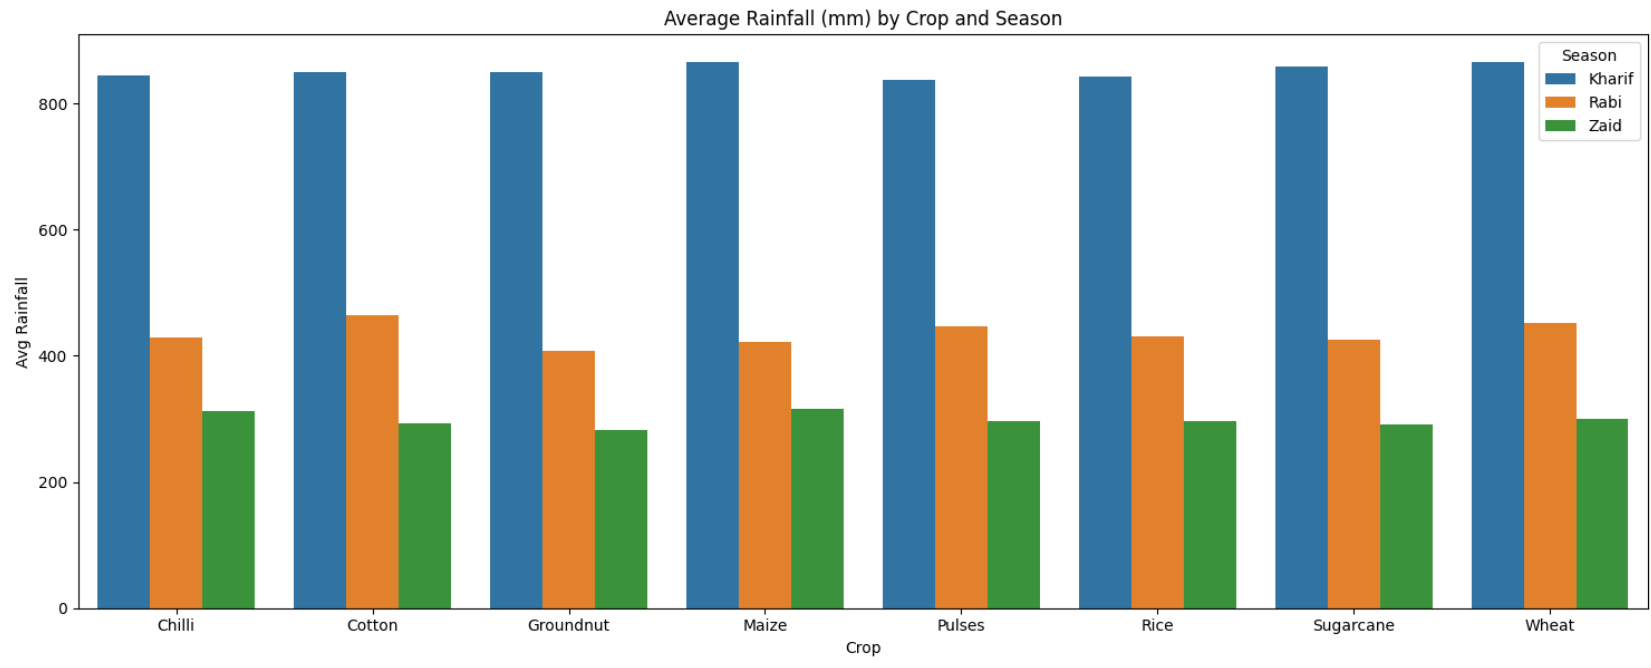 Average Rainfall (mm) by Crop and Season
Season
Kharif
Rabi
Zaid
Avg Rainfall
800
600
400
200
0
Chilli Cotton Groundnut Maize Pulses Rice Sugarcane Wheat
Crop